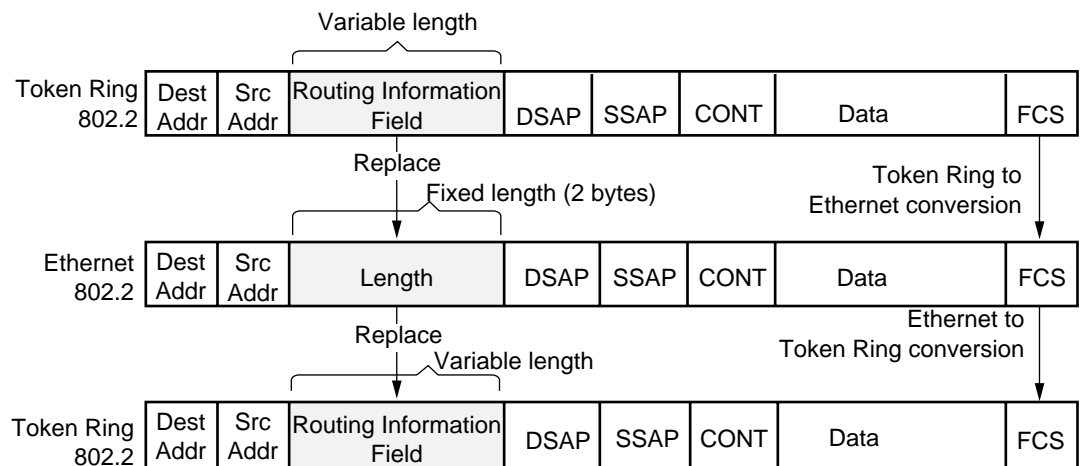 Variable length
Token Ring 802.2
Dest Addr
Src Addr
Routing Information Field
DSAP
SSAP
CONT
Data
FCS
Replace
Token Ring to Ethernet conversion
Fixed length (2 bytes)
Ethernet 802.2
Dest Addr
Src Addr
Length
DSAP
SSAP
CONT
Data
FCS
Replace
Ethernet to Token Ring conversion
Variable length
Token Ring 802.2
Dest Addr
Src Addr
Routing Information Field
DSAP
SSAP
CONT
Data
FCS